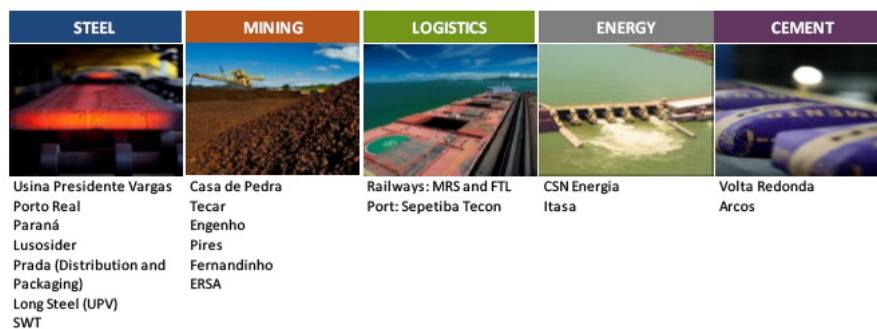 STEEL
MINING
LOGISTICS
ENERGY
CEMENT
MENTO
Usina Presidente Vargas
Porto Real
Paraná
Lusosider
Prada (Distribution and
Packaging)
Long Steel (UPV)
SWT
Casa de Pedra
Tecar
Engenho
Pires
Fernandinho
ERSA
Railways: MRS and FTL
Port: Sepetiba Tecon
CSN Energia
Itasa
Volta Redonda
Arcos